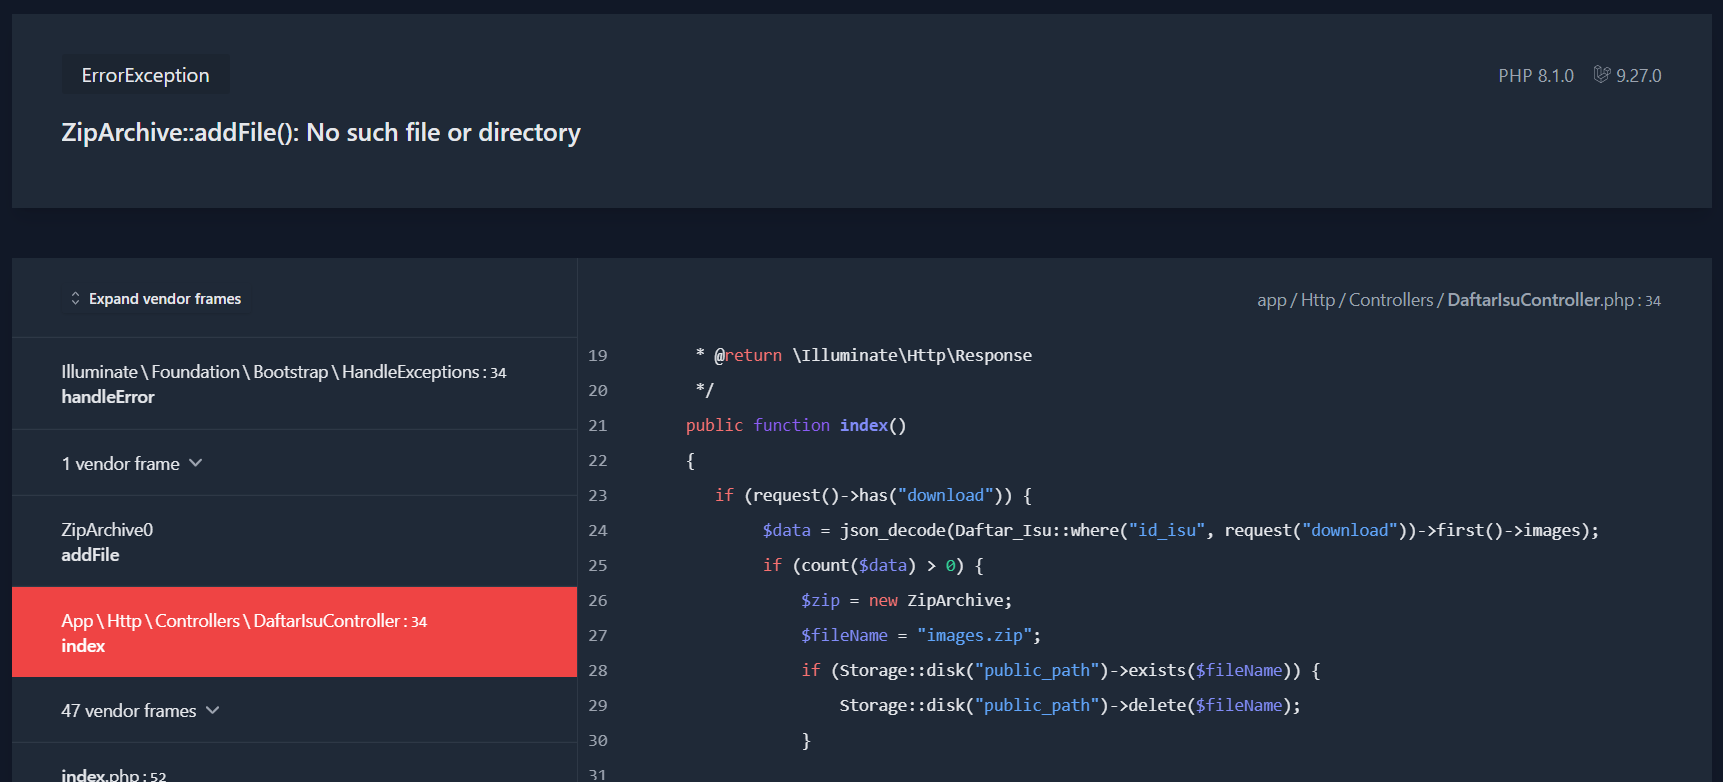 ErrorException
PHP 8.1.0 9.27.0
ZipArchive::addFile(): No such file or directory
Expand vendor frames
Illuminate\Foundation\Bootstrap\HandleExceptions:34
handleError
1 vendor frame
ZipArchive0
addFile
App\Http\Controllers\DaftarIsuController:34
index
47 vendor frames
index.php:52
app/Http/Controllers/DaftarIsuController.php:34
19 * @return \Illuminate\Http\Response
20 */
21 public function index()
22 {
23 if (request()->has("download")) {
24 $data = json_decode(Daftar_Isu::where("id_isu", request("download"))->first()->images);
25 if (count($data) > 0) {
26 $zip = new ZipArchive;
27 $fileName = "images.zip";
28 if (Storage::disk("public_path")->exists($fileName)) {
29 Storage::disk("public_path")->delete($fileName);
30 }
31